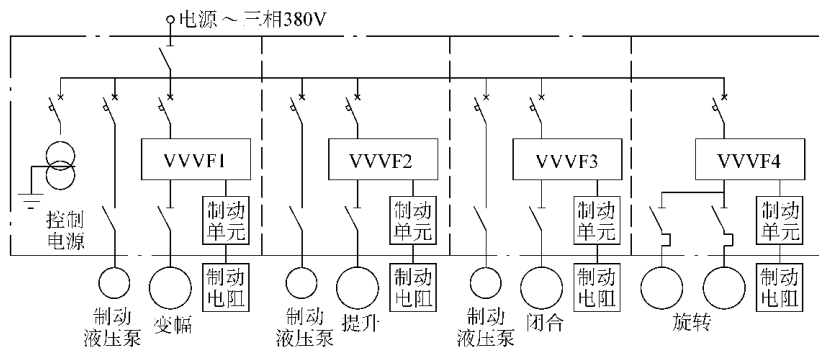 电源～三相380V
VVVF1
VVVF2
VVVF3
VVVF4
制动
单元
制动
单元
制动
单元
制动
单元
控制
电源
制动
电阻
制动
电阻
制动
电阻
制动
电阻
制动
液压泵
变幅
制动
液压泵
提升
制动
液压泵
闭合
旋转